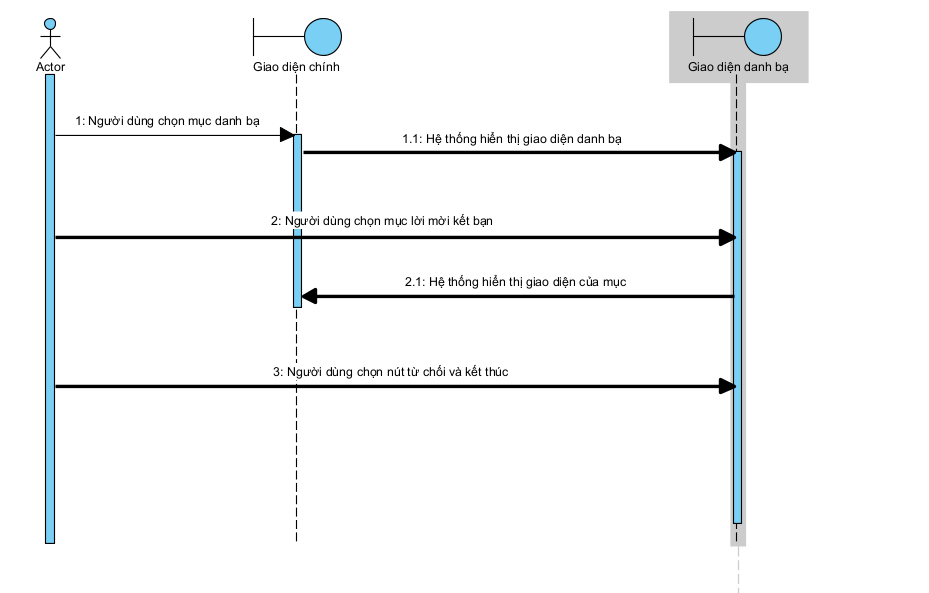 Actor
Giao diện chính
Giao diện danh bạ
1: Người dùng chọn mục danh bạ
1.1: Hệ thống hiển thị giao diện danh bạ
2: Người dùng chọn mục lời mời kết bạn
2.1: Hệ thống hiển thị giao diện của mục
3: Người dùng chọn nút từ chối và kết thúc